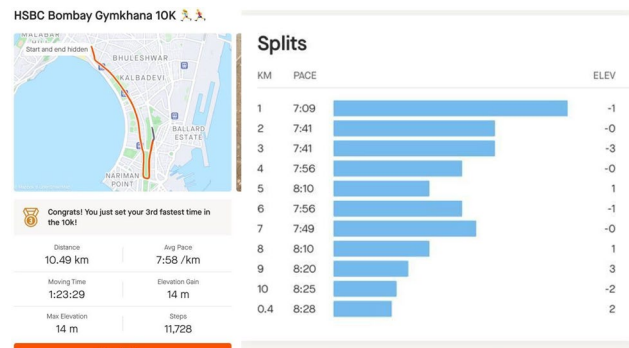 HSBC Bombay Gymkhana 10K 🏃🏃
MALABAR
Start and end hidden
BHULESHWAR
KALBADEVI
BALLARD
ESTATE
NARIMAN
POINT
Congrats! You just set your 3rd fastest time in
the 10k!
Distance
Avg Pace
10.49 km
7:58 /km
Moving Time
Elevation Gain
1:23:29
14 m
Max Elevation
Steps
14 m
11,728
Splits
KM PACE ELEV
1 7:09 -1
2 7:41 -0
3 7:41 -3
4 7:56 -0
5 8:10 1
6 7:56 -1
7 7:49 -0
8 8:10 1
9 8:20 3
10 8:25 -2
0.4 8:28 2